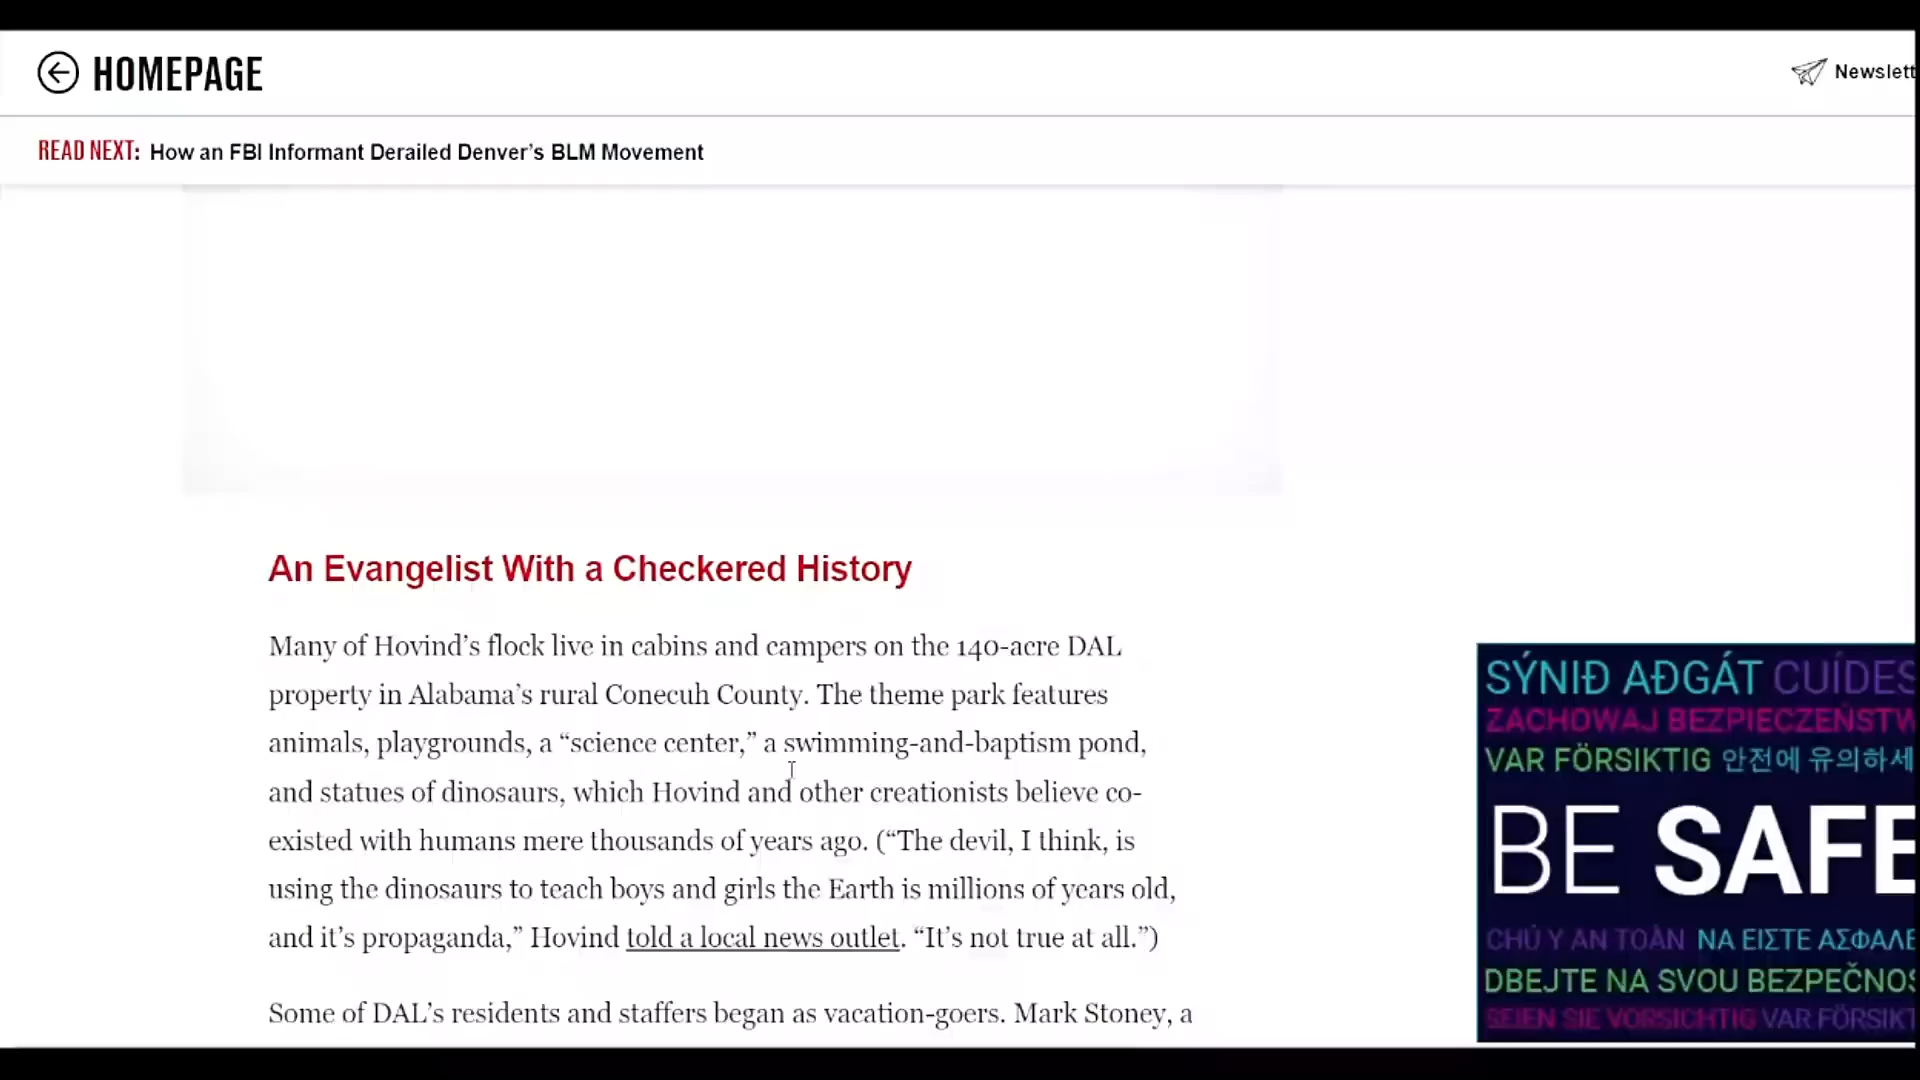 HOMEPAGE
Newslett
READ NEXT: How an FBI Informant Derailed Denver’s BLM Movement
An Evangelist With a Checkered History
Many of Hovind’s flock live in cabins and campers on the 140-acre DAL
property in Alabama’s rural Conecuh County. The theme park features
animals, playgrounds, a “science center,” a swimming-and-baptism pond,
and statues of dinosaurs, which Hovind and other creationists believe co-
existed with humans mere thousands of years ago. (“The devil, I think, is
using the dinosaurs to teach boys and girls the Earth is millions of years old,
and it’s propaganda,” Hovind told a local news outlet. “It’s not true at all.”)
Some of DAL’s residents and staffers began as vacation-goers. Mark Stoney, a
SÝNIÐ AÐGÁT CUÍDES
ZACHOWAJ BEZPIECZEŃSTW
VAR FÖRSIKTIG 안전에 유의하세
BE SAFE
CHÚ Ý AN TOÀN ΝΑ ΕΙΣΤΕ ΑΣΦΑΛΕ
DBEJTE NA SVOU BEZPEČNOS
SEIEN SIE VORSICHTIG VAR FÖRSIKT